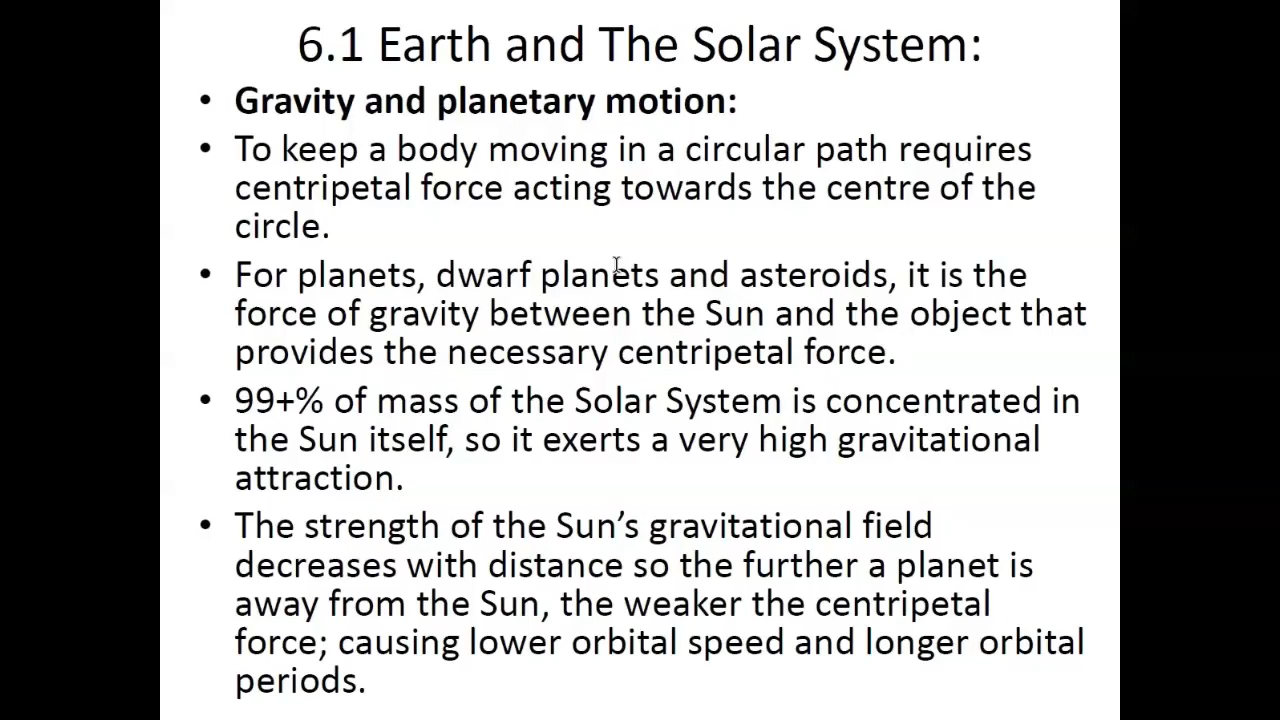 6.1 Earth and The Solar System:
• Gravity and planetary motion:
• To keep a body moving in a circular path requires
centripetal force acting towards the centre of the
circle.
• For planets, dwarf planets and asteroids, it is the
force of gravity between the Sun and the object that
provides the necessary centripetal force.
• 99+% of mass of the Solar System is concentrated in
the Sun itself, so it exerts a very high gravitational
attraction.
• The strength of the Sun’s gravitational field
decreases with distance so the further a planet is
away from the Sun, the weaker the centripetal
force; causing lower orbital speed and longer orbital
periods.